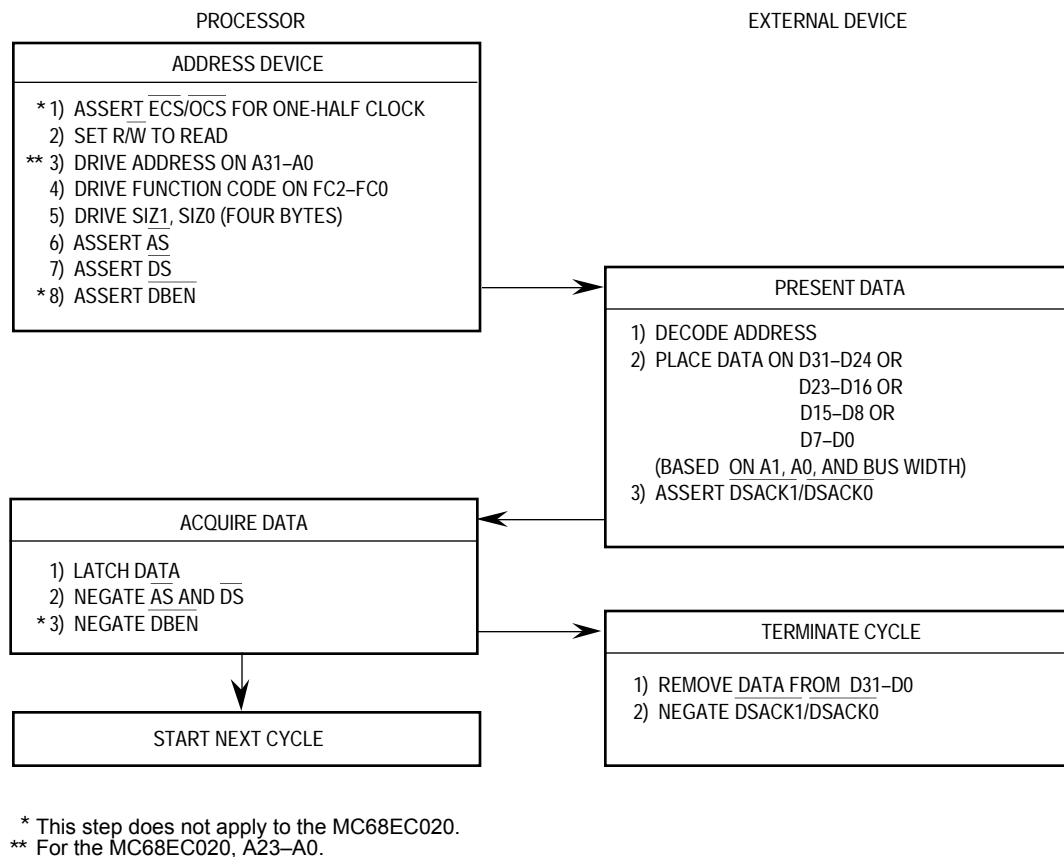 PROCESSOR
EXTERNAL DEVICE
ADDRESS DEVICE
* 1) ASSERT ECS/OCS FOR ONE-HALF CLOCK
2) SET R/W TO READ
** 3) DRIVE ADDRESS ON A31–A0
4) DRIVE FUNCTION CODE ON FC2–FC0
5) DRIVE SIZ1, SIZ0 (FOUR BYTES)
6) ASSERT AS
7) ASSERT DS
* 8) ASSERT DBEN
PRESENT DATA
1) DECODE ADDRESS
2) PLACE DATA ON D31–D24 OR
D23–D16 OR
D15–D8 OR
D7–D0
(BASED ON A1, A0, AND BUS WIDTH)
3) ASSERT DSACK1/DSACK0
ACQUIRE DATA
1) LATCH DATA
2) NEGATE AS AND DS
* 3) NEGATE DBEN
TERMINATE CYCLE
1) REMOVE DATA FROM D31–D0
2) NEGATE DSACK1/DSACK0
START NEXT CYCLE
* This step does not apply to the MC68EC020.
** For the MC68EC020, A23–A0.